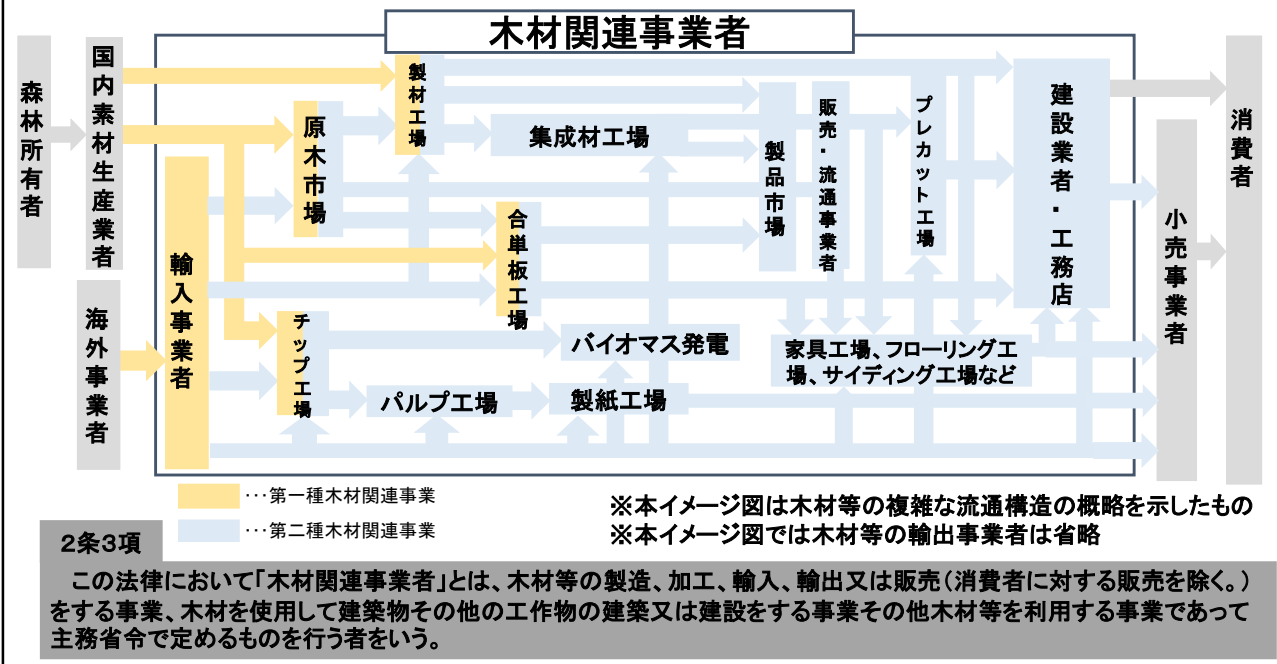 木材関連事業者
森林所有者
国内素材生産業者
海外事業者
輸入事業者
原木市場
製材工場
集成材工場
合単板工場
チップ工場
パルプ工場
製紙工場
バイオマス発電
製品市場
販売・流通事業者
プレカット工場
家具工場、フローリングエ
場、サイディング工場など
建設業者・工務店
小売事業者
消費者
･･･第一種木材関連事業
･･･第二種木材関連事業
※本イメージ図は木材等の複雑な流通構造の概略を示したもの
※本イメージ図では木材等の輸出事業者は省略
２条３項
この法律において「木材関連事業者」とは、木材等の製造、加工、輸入、輸出又は販売（消費者に対する販売を除く。）
をする事業、木材を使用して建築物その他の工作物の建築又は建設をする事業その他木材等を利用する事業であって
主務省令で定めるものを行う者をいう。